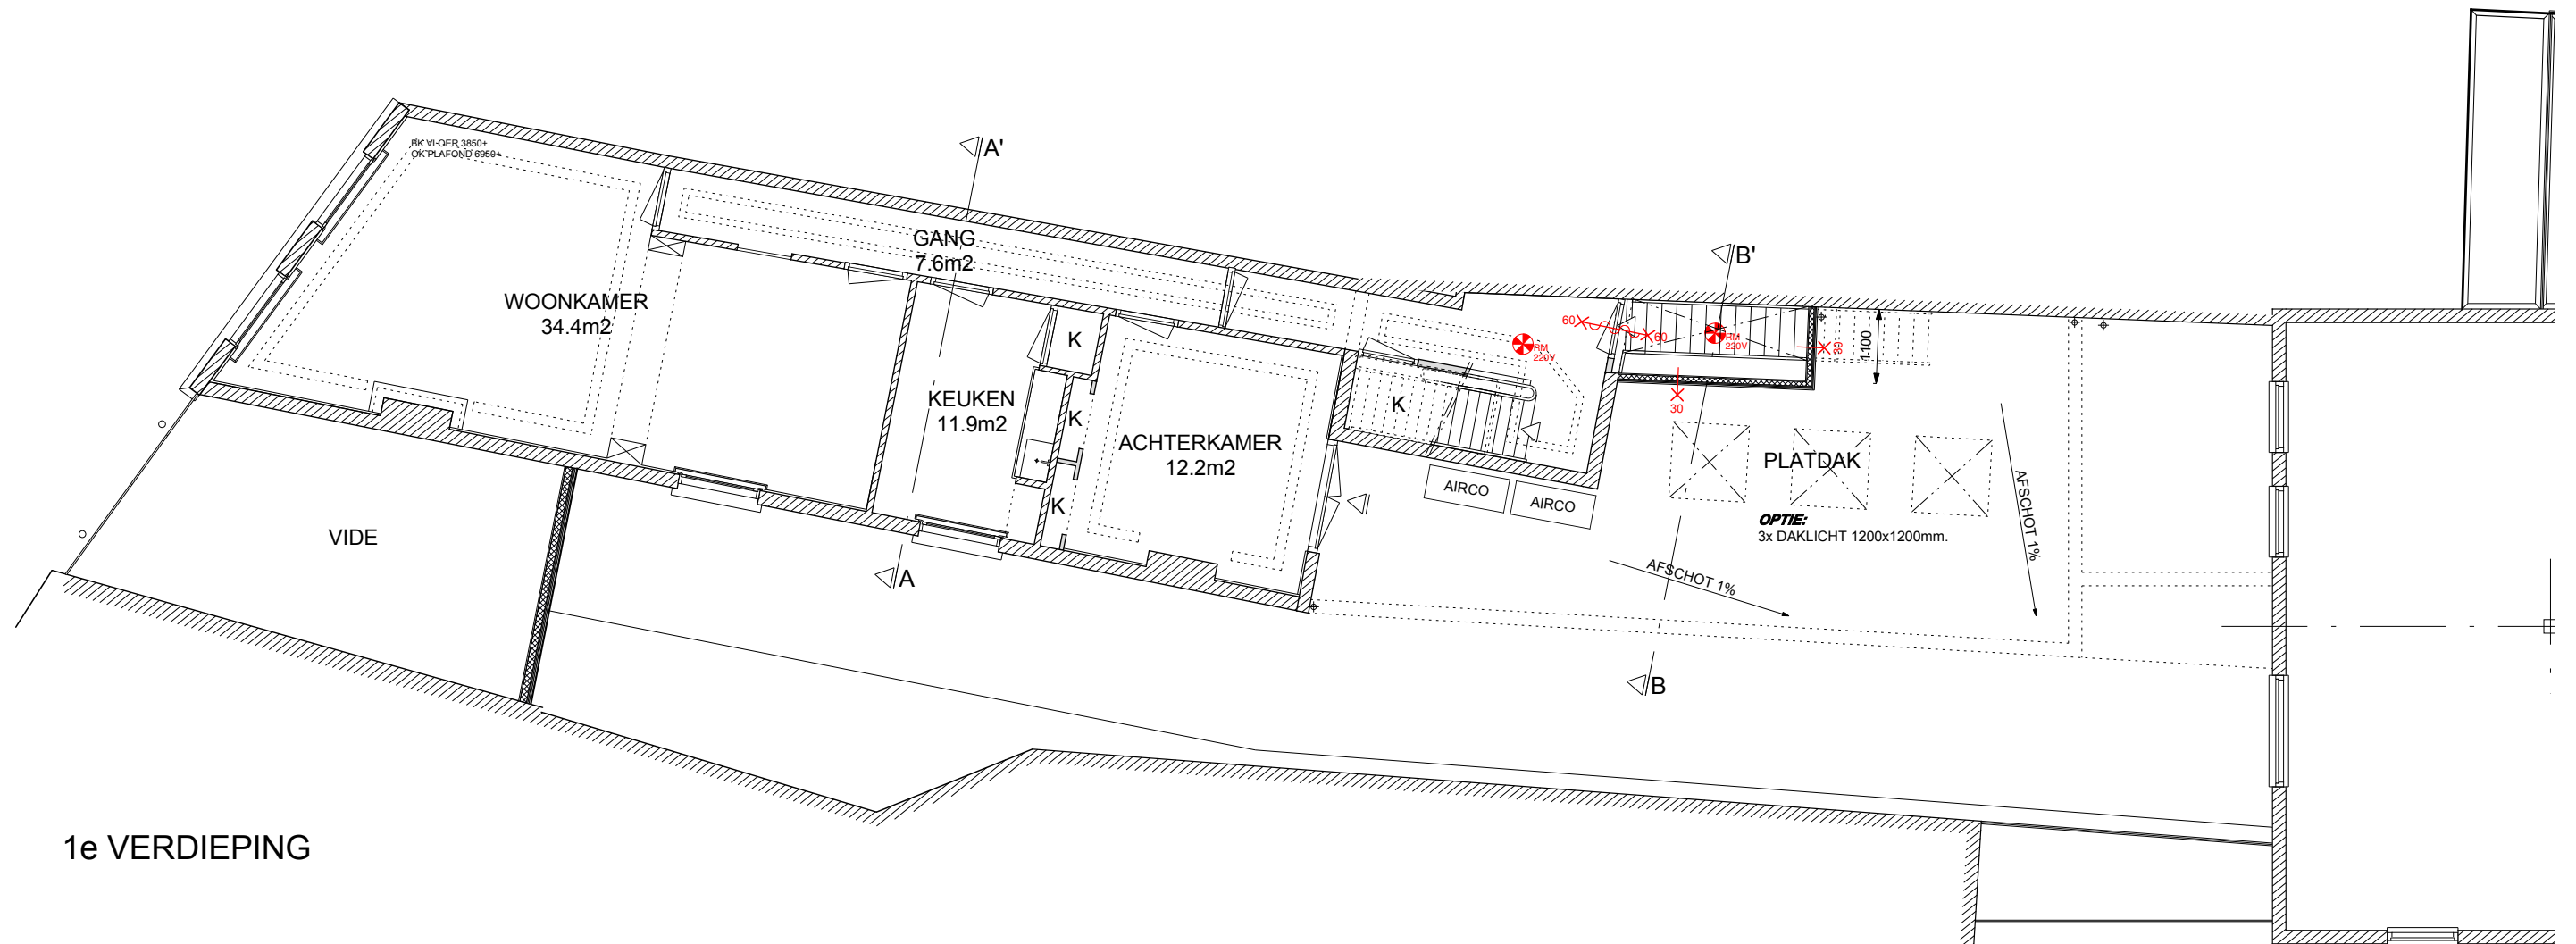 A'
BK VLOER 3850+
OK PLAFOND 6950+
GANG
7.6m2
B'
WOONKAMER
34.4m2
60
60
RM
220V
RM
220V
30
1100
K
K
K
K
KEUKEN
11.9m2
ACHTERKAMER
12.2m2
30
PLATDAK
AIRCO
AIRCO
OPTIE:
3x DAKLICHT 1200x1200mm.
AFSCHOT 1%
AFSCHOT 1%
VIDE
A
B
1e VERDIEPING